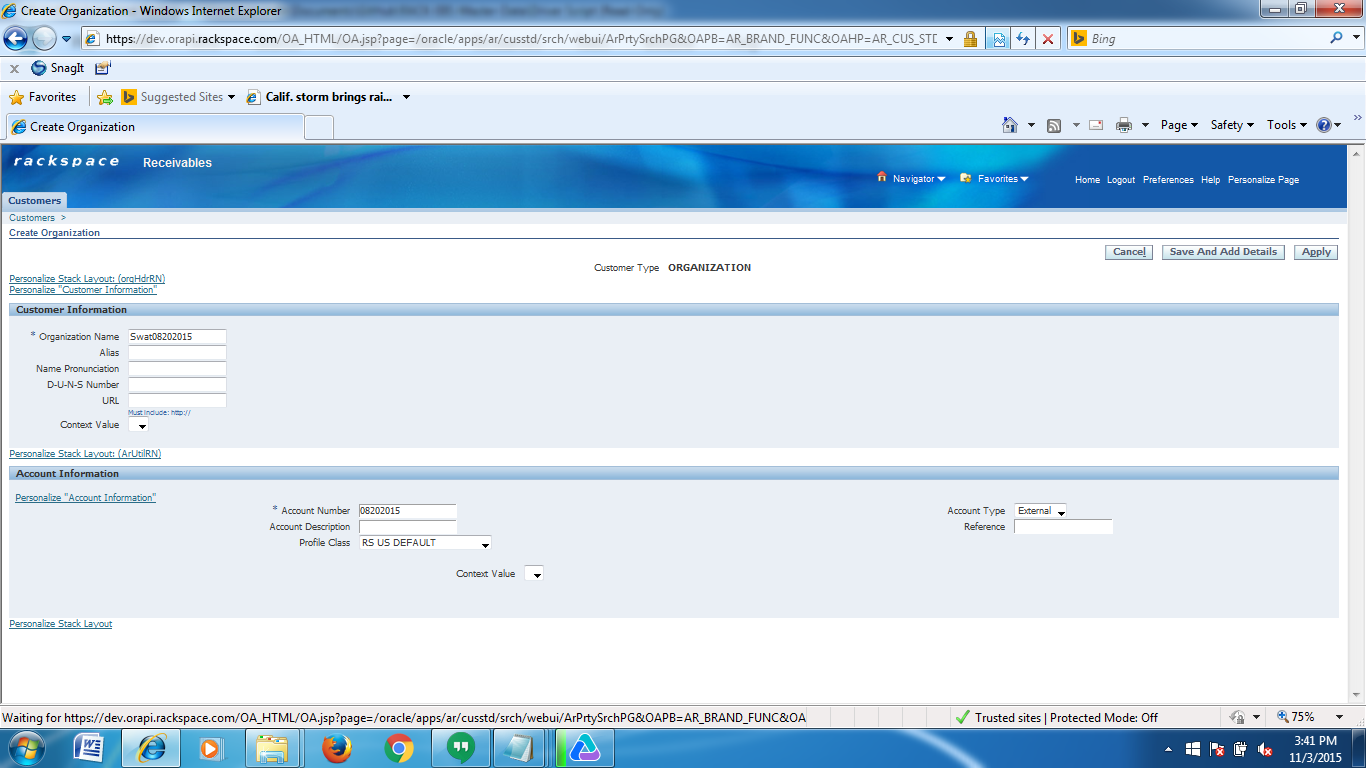 Create Organization - Windows Internet Explorer
https://dev.orapi.rackspace.com/OA_HTML/OA.jsp?page=/oracle/apps/ar/cusstd/srch/webui/ArPrtySrchPG&OAPB=AR_BRAND_FUNC&OAHP=AR_CUS_STD Bing
x SnagIt
Favorites Suggested Sites Calif. storm brings rai...
Create Organization Page Safety Tools
rackspace Receivables
Navigator Favorites Home Logout Preferences Help Personalize Page
Customers
Customers >
Create Organization
Cancel Save And Add Details Apply
Customer Type ORGANIZATION
Personalize Stack Layout: (orgHdrRN)
Personalize "Customer Information"
Customer Information
* Organization Name Swat08202015
Alias
Name Pronunciation
D-U-N-S Number
URL
Must include: http://
Context Value
Personalize Stack Layout: (ArUtilRN)
Account Information
Personalize "Account Information"
* Account Number 08202015 Account Type External
Account Description Reference
Profile Class RS US DEFAULT
Context Value
Personalize Stack Layout
Waiting for https://dev.orapi.rackspace.com/OA_HTML/OA.jsp?page=/oracle/apps/ar/cusstd/srch/webui/ArPrtySrchPG&OAPB=AR_BRAND_FUNC&OA Trusted sites | Protected Mode: Off 75%
3:41 PM
11/3/2015